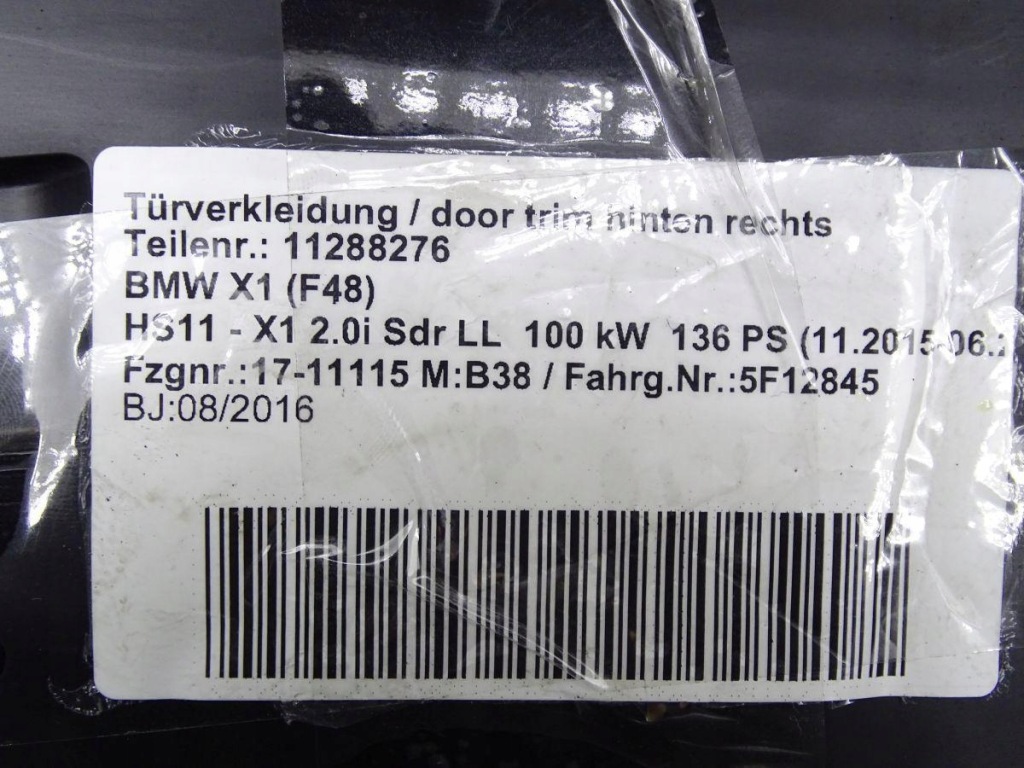 Türverkleidung / door trim hinten rechts
Teilenr.: 11288276
BMW X1 (F48)
HS11 - X1 2.0i Sdr LL 100 kW 136 PS (11.2015-06.2
Fzgnr.:17-11115 M:B38 / Fahrg.Nr.:5F12845
BJ:08/2016